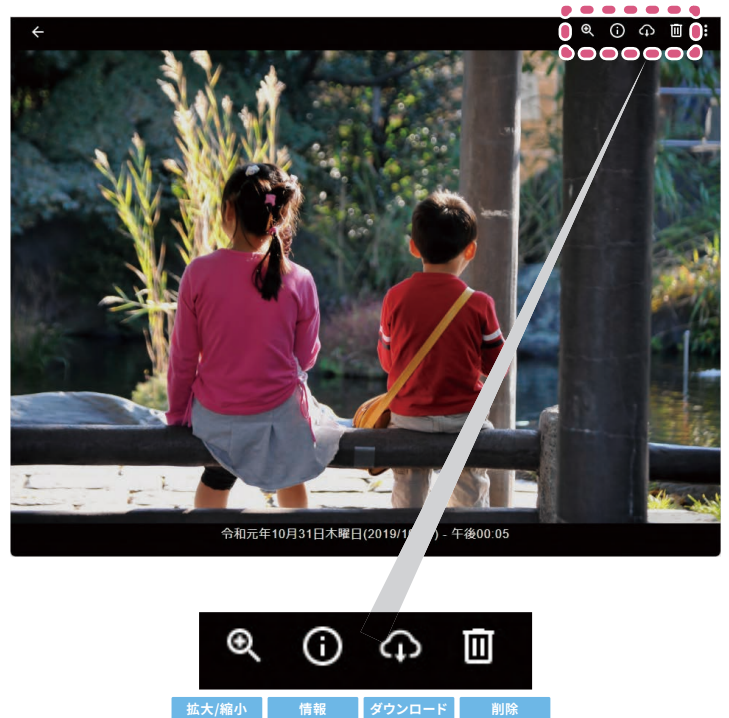 令和元年10月31日木曜日(2019/1 ) - 午後00:05
拡大/縮小
情報
ダウンロード
削除